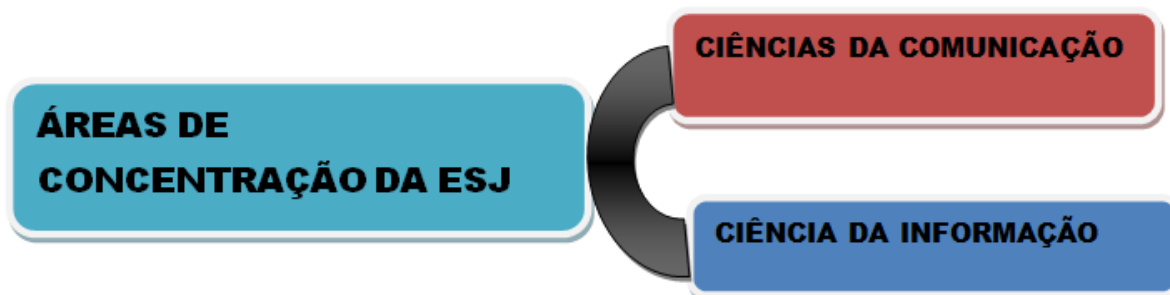 ÁREAS DE
CONCENTRAÇÃO DA ESJ
CIÊNCIAS DA COMUNICAÇÃO
CIÊNCIA DA INFORMAÇÃO